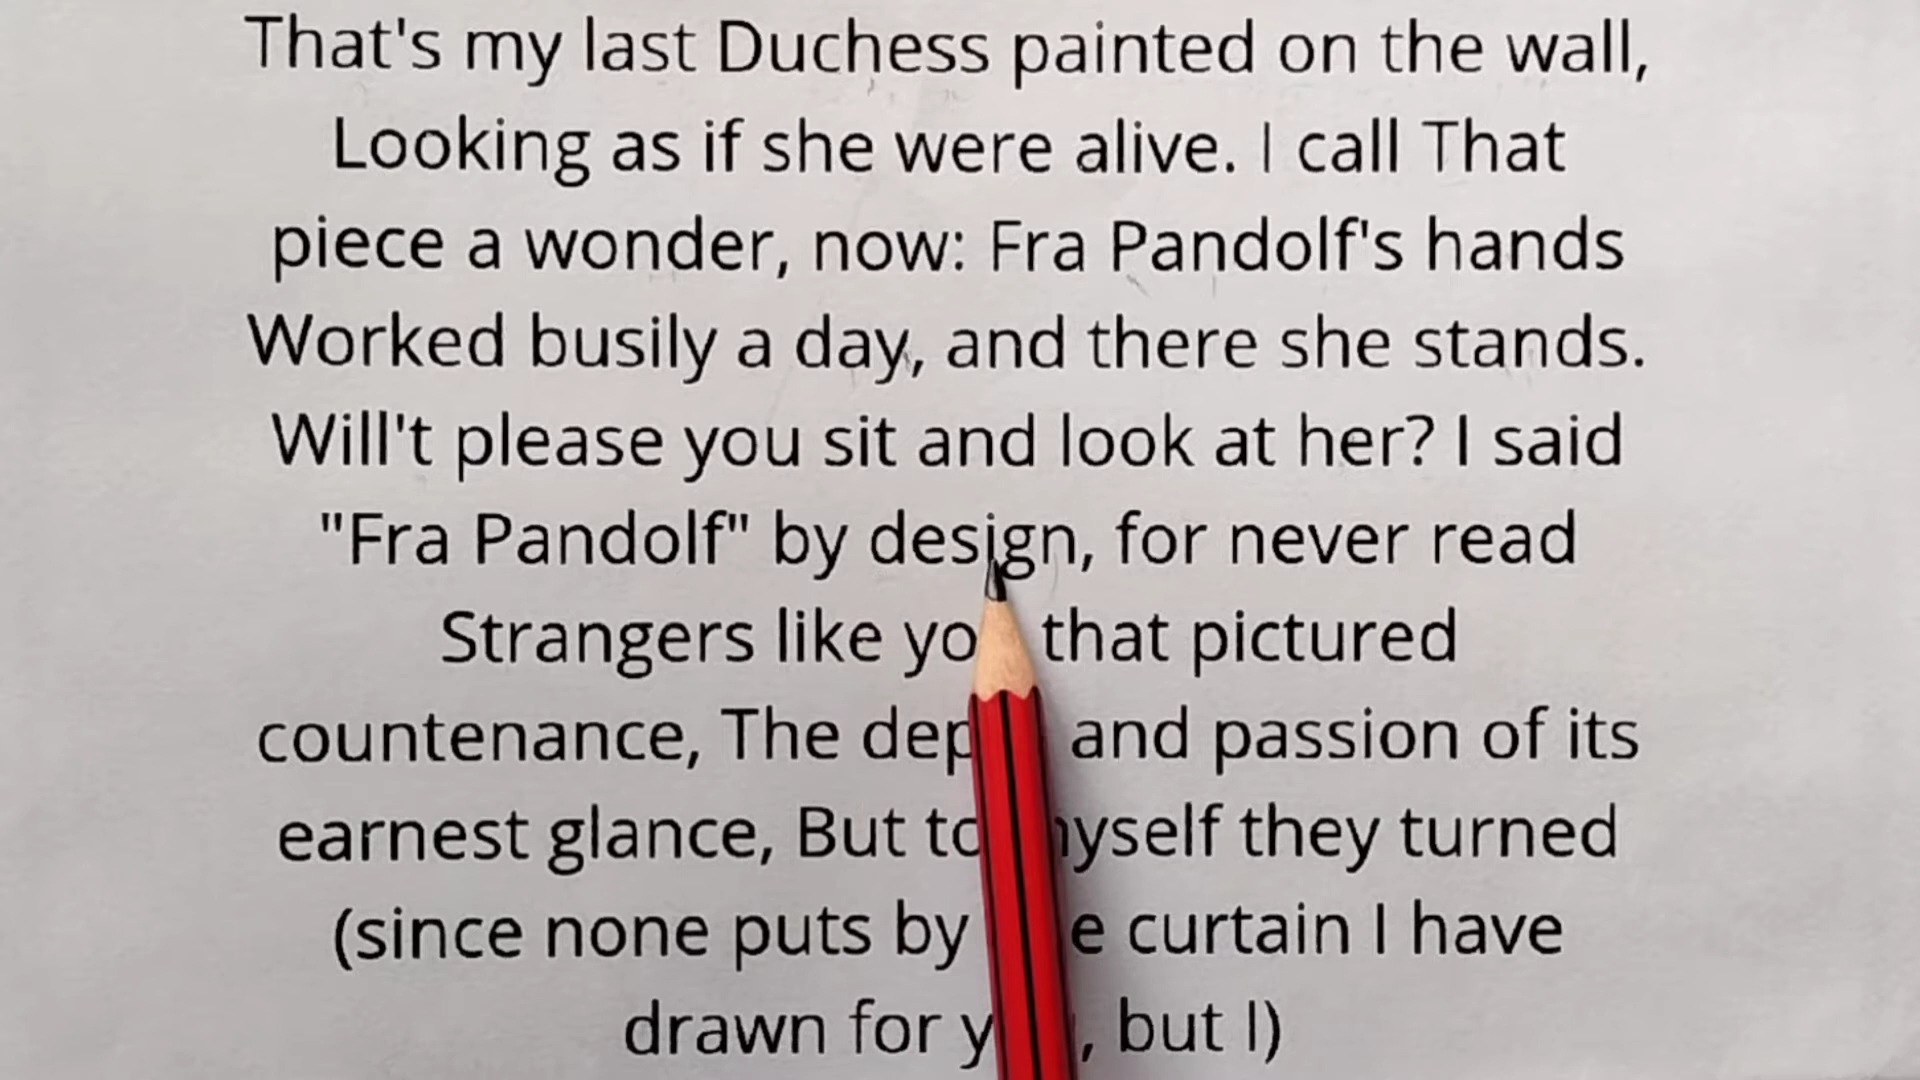 That's my last Duchess painted on the wall,
Looking as if she were alive. I call That
piece a wonder, now: Fra Pandolf's hands
Worked busily a day, and there she stands.
Will't please you sit and look at her? I said
"Fra Pandolf" by design, for never read
Strangers like that pictured
countenance, The and passion of its
earnest glance, But they turned
(since none puts by curtain I have
drawn for but I)